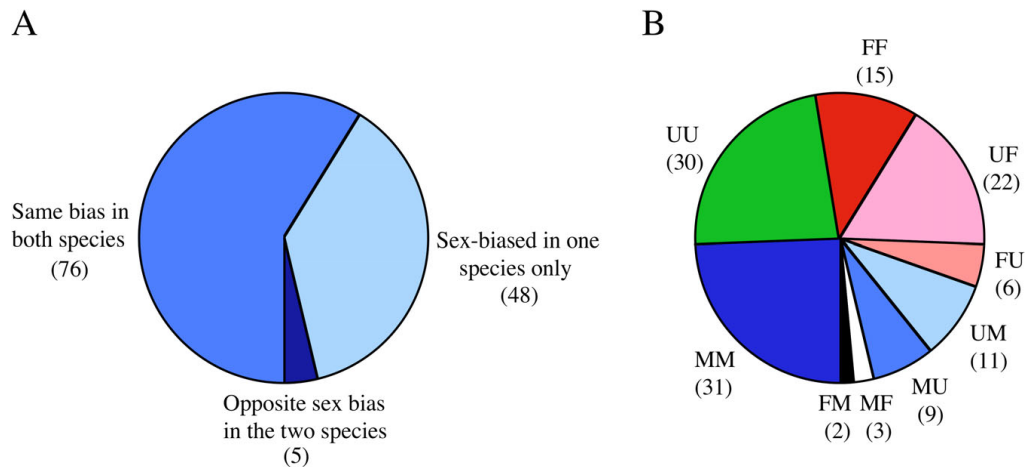 A
Same bias in
both species
(76)
Sex-biased in one
species only
(48)
Opposite sex bias
in the two species
(5)
B
FF
(15)
UU
(30)
UF
(22)
FU
(6)
UM
(11)
MU
(9)
MF
(3)
FM
(2)
MM
(31)